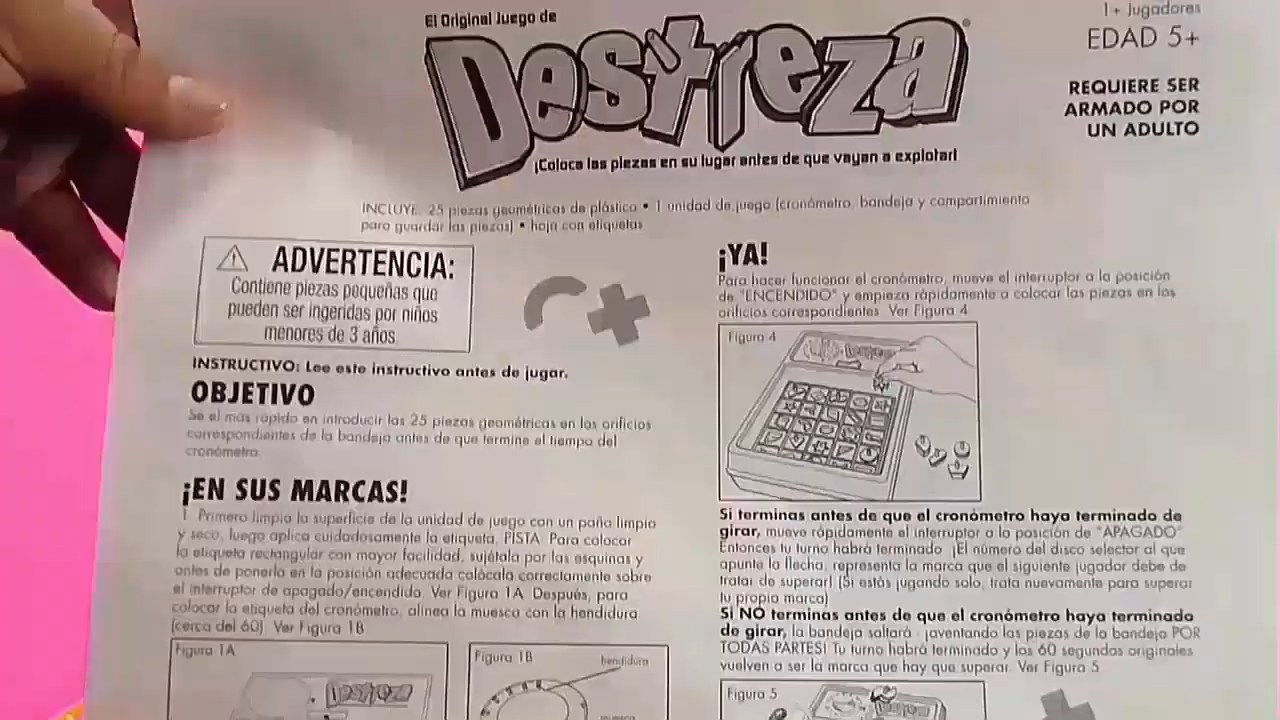 El Original Juego de
Destreza
¡Coloca las piezas en su lugar antes de que vayan a explotar!
1+ Jugadores
EDAD 5+
REQUIERE SER
ARMADO POR
UN ADULTO
INCLUYE: 25 piezas geométricas de plástico • 1 unidad de juego (cronómetro, bandeja y compartimiento
para guardar las piezas) • hoja con etiquetas
ADVERTENCIA:
Contiene piezas pequeñas que
pueden ser ingeridas por niños
menores de 3 años.
INSTRUCTIVO: Lee este instructivo antes de jugar.
OBJETIVO
Se el más rápido en introducir las 25 piezas geométricas en los orificios
correspondientes de la bandeja antes de que termine el tiempo del
cronómetro.
¡EN SUS MARCAS!
1. Primero limpia la superficie de la unidad de juego con un paño limpio
y seco, luego aplica cuidadosamente la etiqueta, PISTA: Para colocar
la etiqueta rectangular con mayor facilidad, sujétala por las esquinas y
antes de ponerla en la posición adecuada colócala correctamente sobre
el interruptor de apagado/encendido. Ver Figura 1A. Después, para
colocar la etiqueta del cronómetro, alinea la muesca con la hendidura
(cerca del 60). Ver Figura 1B
Figura 1A
Destreza
Figura 1B
hendidura
muesca
¡YA!
Para hacer funcionar el cronómetro, mueve el interruptor a la posición
de "ENCENDIDO" y empieza rápidamente a colocar las piezas en los
orificios correspondientes. Ver Figura 4
Figura 4
Si terminas antes de que el cronómetro haya terminado de
girar, mueve rápidamente el interruptor a la posición de "APAGADO"
Entonces tu turno habrá terminado. ¡El número del disco selector al que
apunte la flecha, representa la marca que el siguiente jugador debe de
tratar de superar! (Si estás jugando solo, trata nuevamente para superar
tu propia marca)
Si NO terminas antes de que el cronómetro haya terminado
de girar, la bandeja saltará - ¡aventando las piezas de la bandeja POR
TODAS PARTES! Tu turno habrá terminado y los 60 segundos originales
vuelven a ser la marca que hay que superar. Ver Figura 5
Figura 5